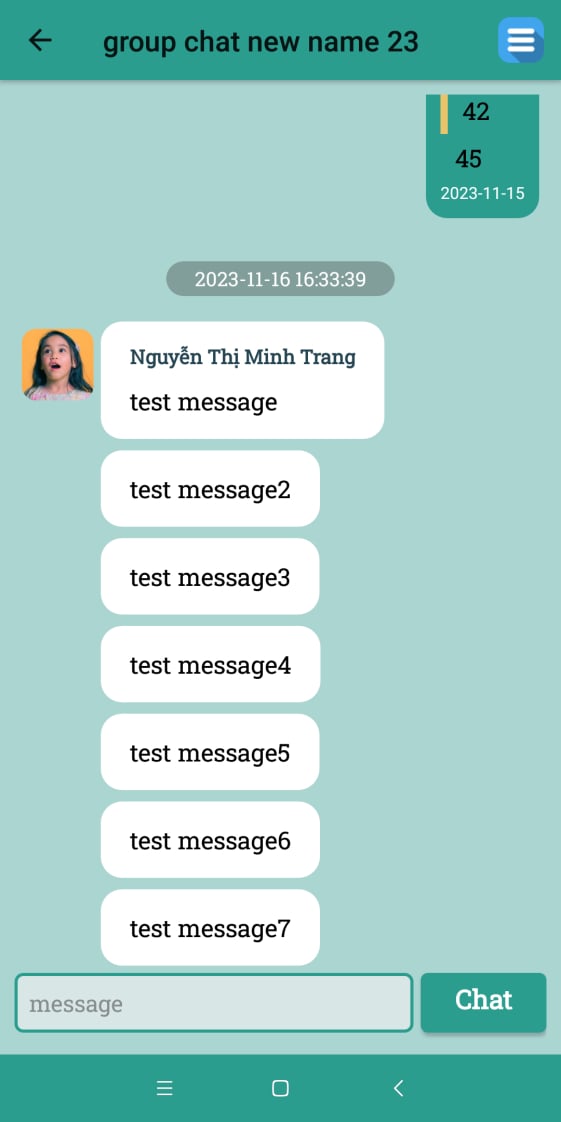 group chat new name 23
42
45
2023-11-15
2023-11-16 16:33:39
Nguyễn Thị Minh Trang
test message
test message2
test message3
test message4
test message5
test message6
test message7
message
Chat